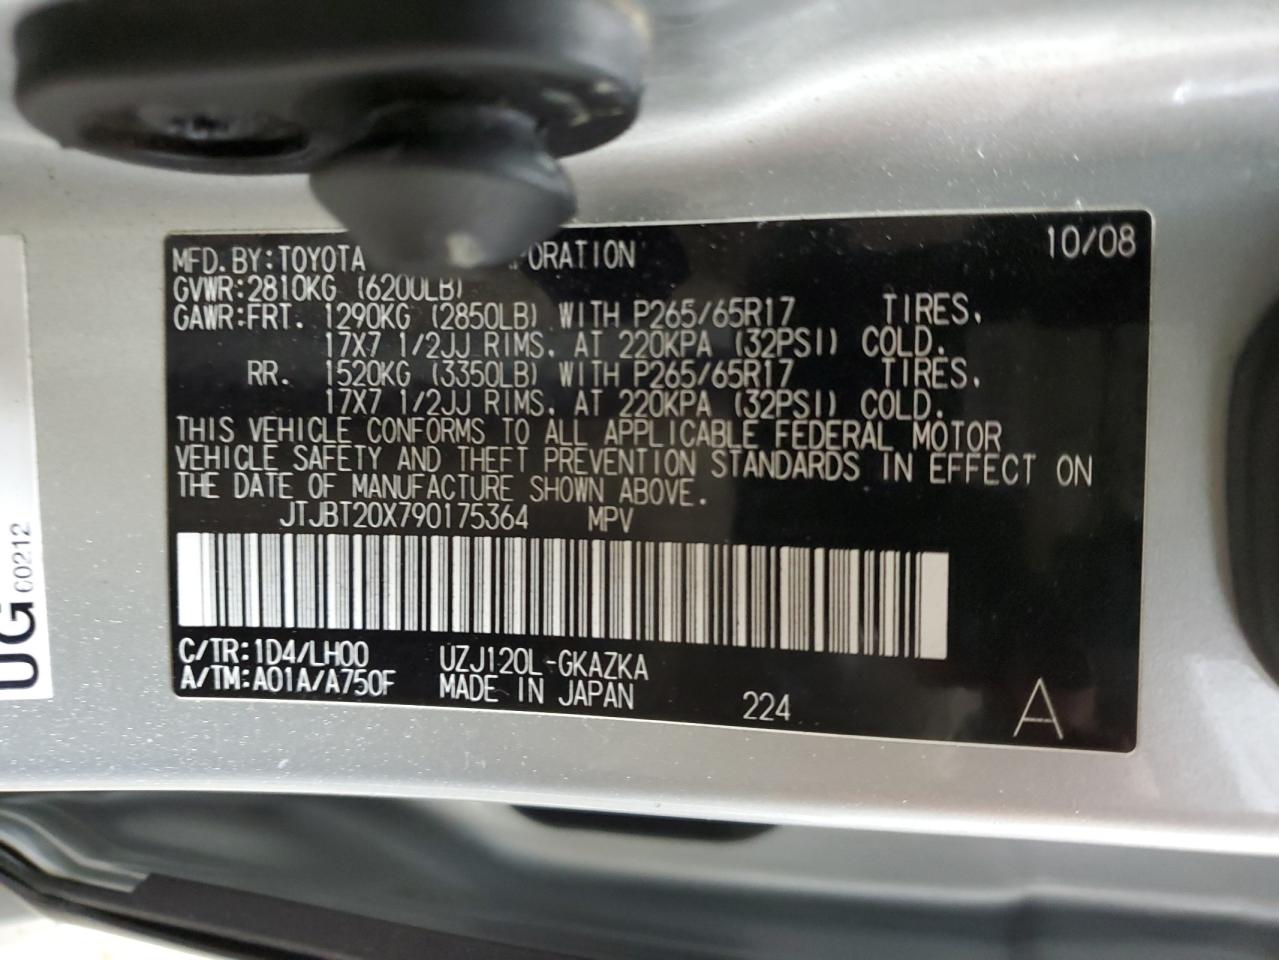 MFD.BY:TOYOTA 10/08
GVWR:2810KG (6200LB)
GAWR:FRT. 1290KG (2850LB) WITH P265/65R17 TIRES,
17X7 1/2JJ RIMS, AT 220KPA (32PSI) COLD.
RR. 1520KG (3350LB) WITH P265/65R17 TIRES,
17X7 1/2JJ RIMS, AT 220KPA (32PSI) COLD.
THIS VEHICLE CONFORMS TO ALL APPLICABLE FEDERAL MOTOR
VEHICLE SAFETY AND THEFT PREVENTION STANDARDS IN EFFECT ON
THE DATE OF MANUFACTURE SHOWN ABOVE.
JTJBT20X790175364 MPV
C/TR:1D4/LH00 UZJ120L-GKAZKA
A/TM:A01A/A750F MADE IN JAPAN 224 A
UG
60212